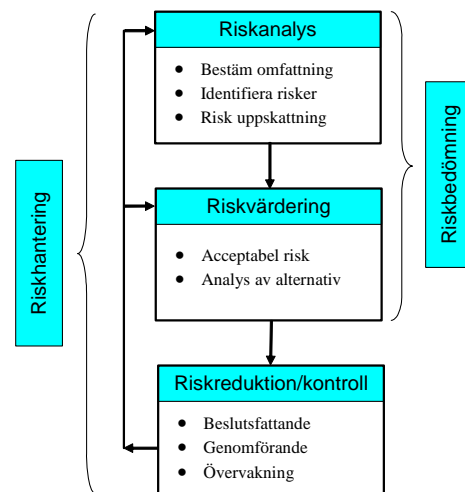 Riskanalys
• Bestäm omfattning
• Identifiera risker
• Risk uppskattning
Riskbedömning
Riskhantering
Riskvärdering
• Acceptabel risk
• Analys av alternativ
Riskreduktion/kontroll
• Beslutsfattande
• Genomförande
• Övervakning